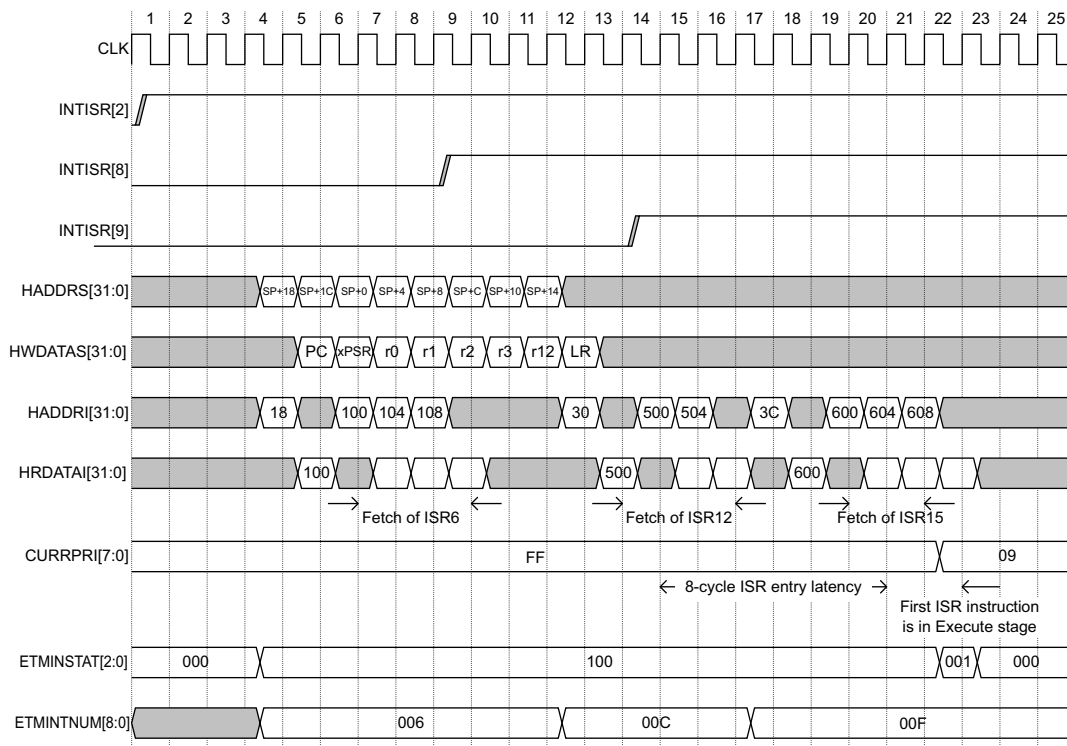 1 2 3 4 5 6 7 8 9 10 11 12 13 14 15 16 17 18 19 20 21 22 23 24 25
CLK
INTISR[2]
INTISR[8]
INTISR[9]
HADDRS[31:0] SP+18 SP+1C SP+0 SP+4 SP+8 SP+C SP+10 SP+14
HWDATAS[31:0] PC xPSR r0 r1 r2 r3 r12 LR
HADDRI[31:0] 18 100 104 108 30 500 504 3C 600 604 608
HRDATAI[31:0] 100 500 600
Fetch of ISR6 Fetch of ISR12 Fetch of ISR15
CURRPRI[7:0] FF 09
8-cycle ISR entry latency
First ISR instruction
is in Execute stage
ETMINSTAT[2:0] 000 100 001 000
ETMINTNUM[8:0] 006 00C 00F